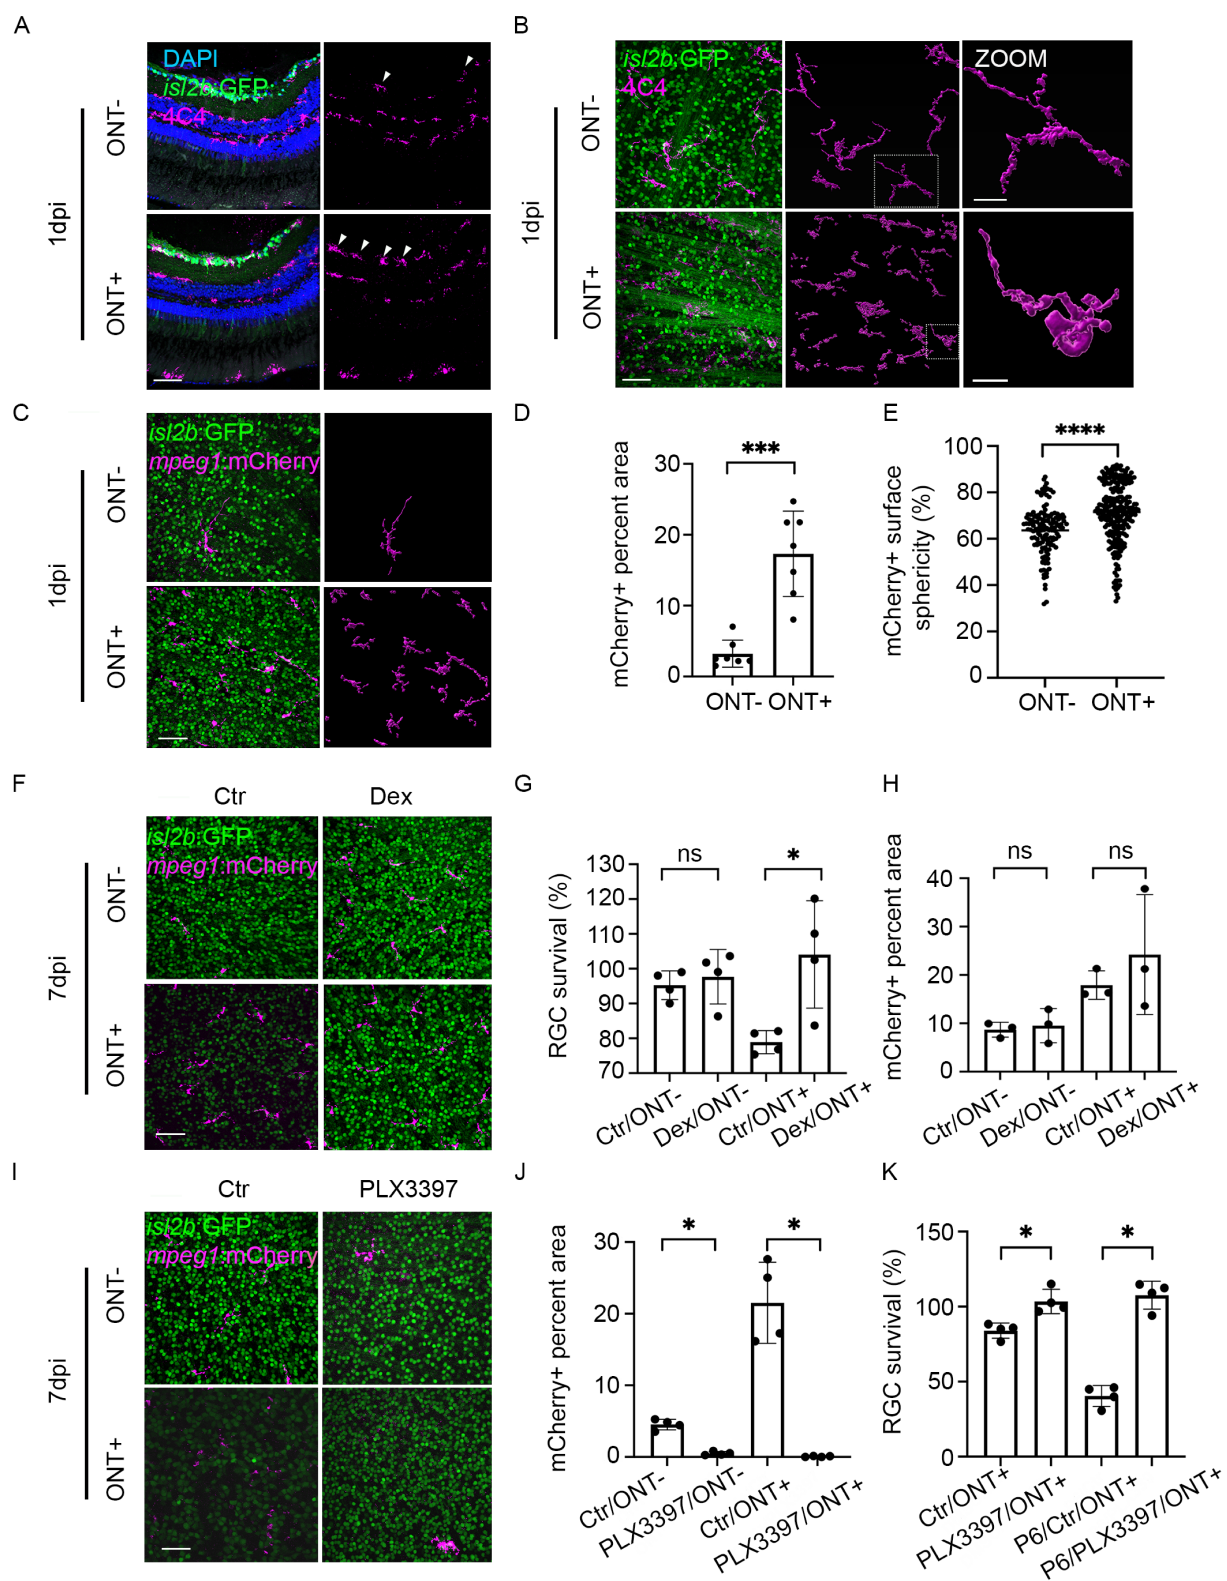 A
B
DAPI
isl2b:GFP
4C4
ONT-
ONT+
1dpi
isl2b:GFP
4C4
ZOOM
ONT-
ONT+
1dpi
C
D
E
isl2b:GFP
mpeg1:mCherry
ONT-
ONT+
1dpi
mCherry+ percent area
30
20
10
0
***
ONT- ONT+
mCherry+ surface
sphericity (%)
100
80
60
40
20
0
****
ONT- ONT+
F
G
H
Ctr
Dex
isl2b:GFP
mpeg1:mCherry
ONT-
ONT+
7dpi
RGC survival (%)
130
120
110
100
90
80
70
ns
*
Ctr/ONT-
Dex/ONT-
Ctr/ONT+
Dex/ONT+
mCherry+ percent area
40
30
20
10
0
ns
ns
Ctr/ONT-
Dex/ONT-
Ctr/ONT+
Dex/ONT+
I
J
K
Ctr
PLX3397
isl2b:GFP
mpeg1:mCherry
ONT-
ONT+
7dpi
mCherry+ percent area
30
20
10
0
*
*
Ctr/ONT-
PLX3397/ONT-
Ctr/ONT+
PLX3397/ONT+
RGC survival (%)
150
100
50
0
*
*
Ctr/ONT+
PLX3397/ONT+
P6/Ctr/ONT+
P6/PLX3397/ONT+